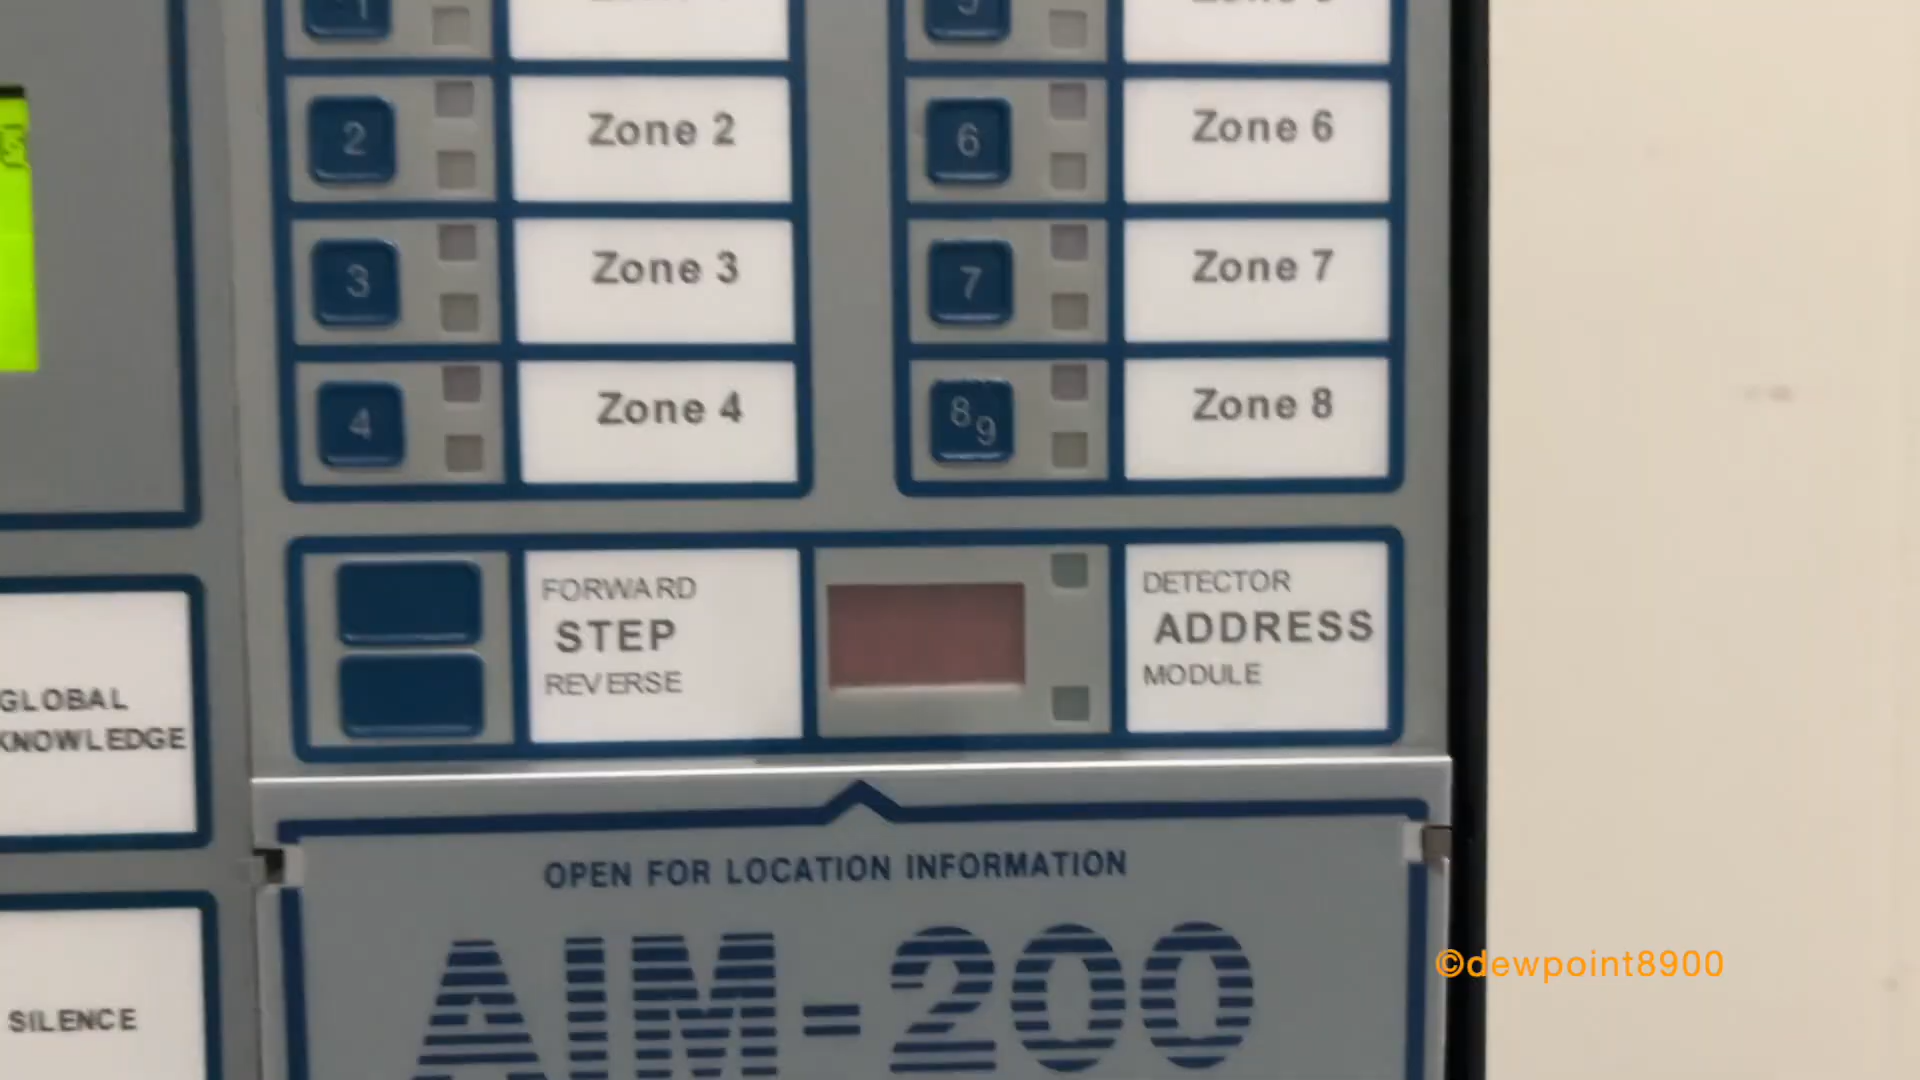 1
5
2
Zone 2
6
Zone 6
3
Zone 3
7
Zone 7
4
Zone 4
8 9
Zone 8
FORWARD
STEP
REVERSE
DETECTOR
ADDRESS
MODULE
GLOBAL
KNOWLEDGE
OPEN FOR LOCATION INFORMATION
AIM-200
SILENCE
©dewpoint8900